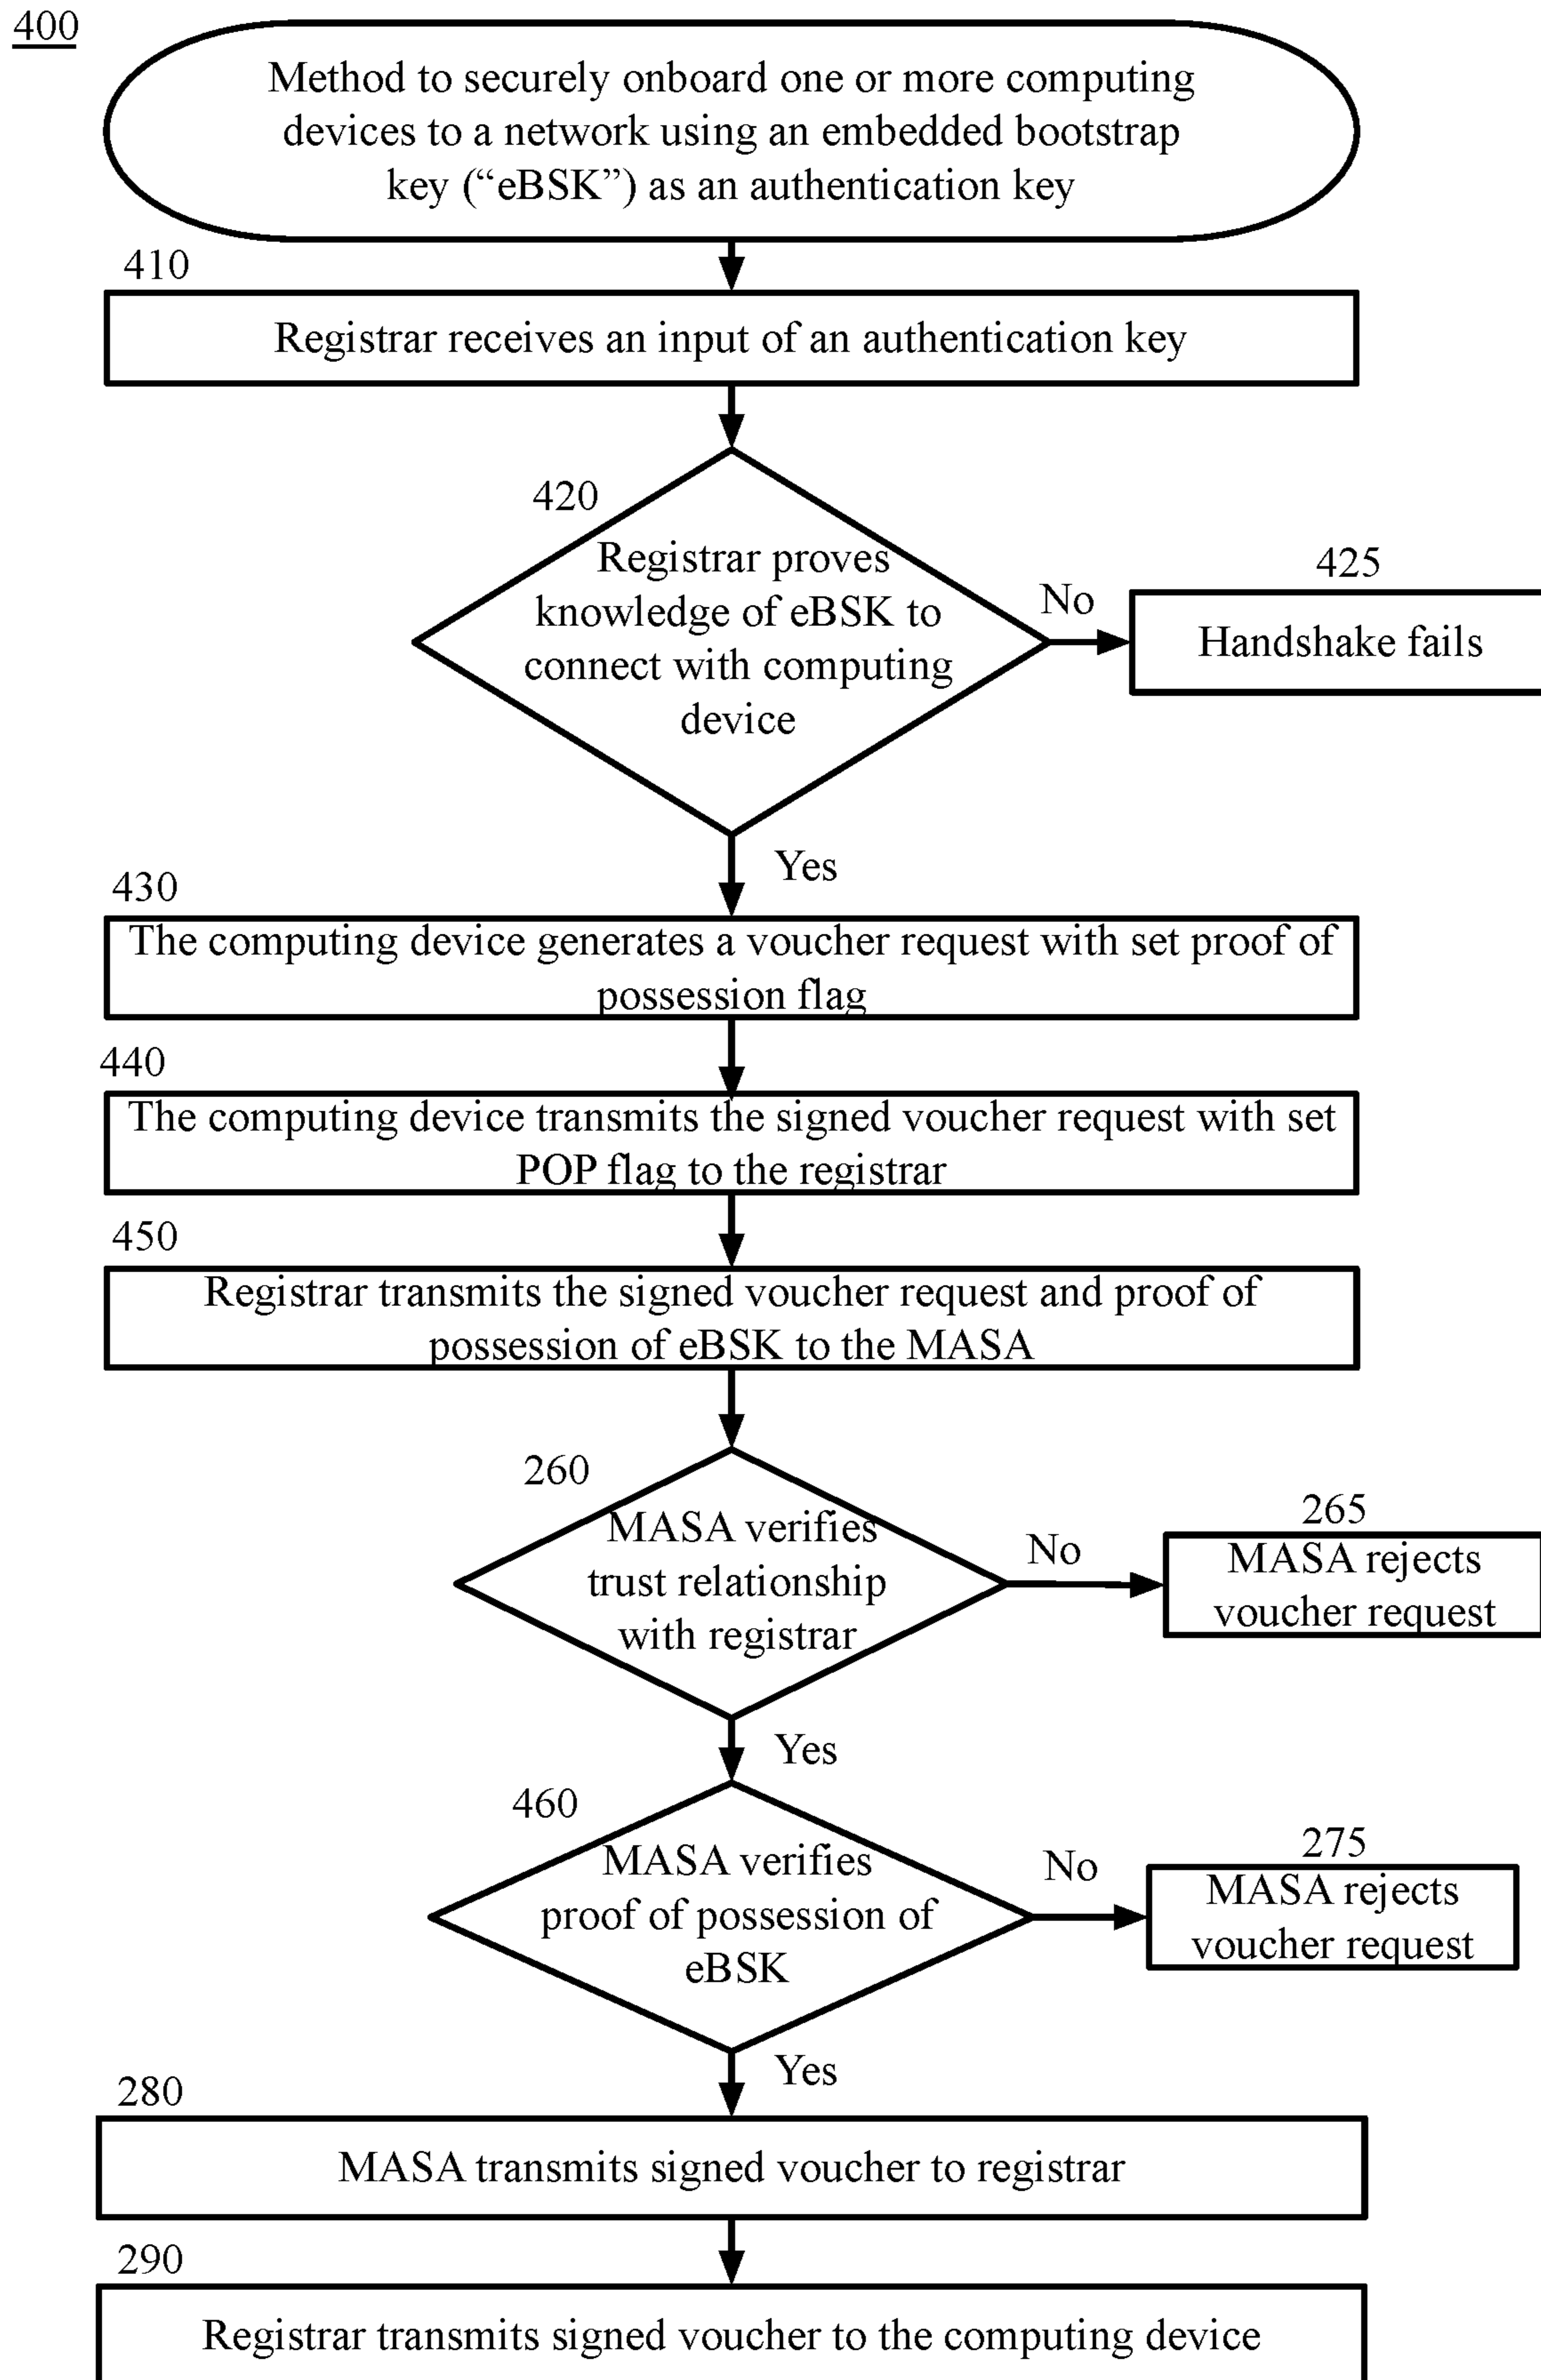 400
Method to securely onboard one or more computing
devices to a network using an embedded bootstrap
key (“eBSK”) as an authentication key
410
Registrar receives an input of an authentication key
420
Registrar proves
knowledge of eBSK to
connect with computing
device
No
425
Handshake fails
Yes
430
The computing device generates a voucher request with set proof of
possession flag
440
The computing device transmits the signed voucher request with set
POP flag to the registrar
450
Registrar transmits the signed voucher request and proof of
possession of eBSK to the MASA
260
MASA verifies
trust relationship
with registrar
No
265
MASA rejects
voucher request
Yes
460
MASA verifies
proof of possession of
eBSK
No
275
MASA rejects
voucher request
Yes
280
MASA transmits signed voucher to registrar
290
Registrar transmits signed voucher to the computing device